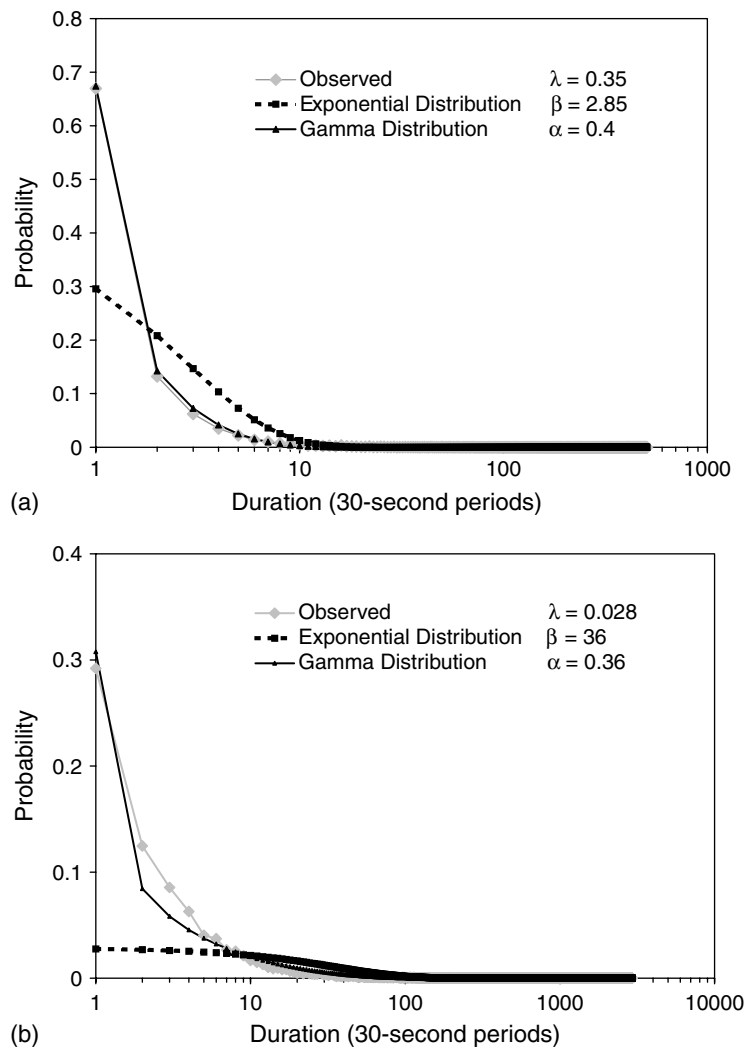 0.8
0.7
0.6
0.5
0.4
0.3
0.2
0.1
0
Probability
Observed λ = 0.35
Exponential Distribution β = 2.85
Gamma Distribution α = 0.4
1 10 100 1000
(a) Duration (30-second periods)
0.4
0.3
0.2
0.1
0
Probability
Observed λ = 0.028
Exponential Distribution β = 36
Gamma Distribution α = 0.36
1 10 100 1000 10000
(b) Duration (30-second periods)